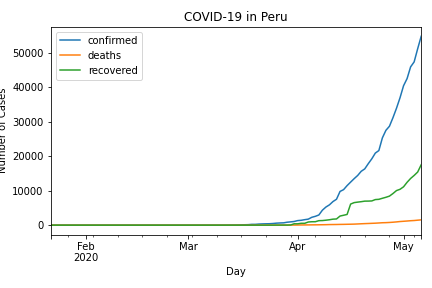 COVID-19 in Peru
confirmed
deaths
recovered
50000
40000
30000
20000
10000
0
Number of Cases
Feb
2020
Mar
Apr
May
Day